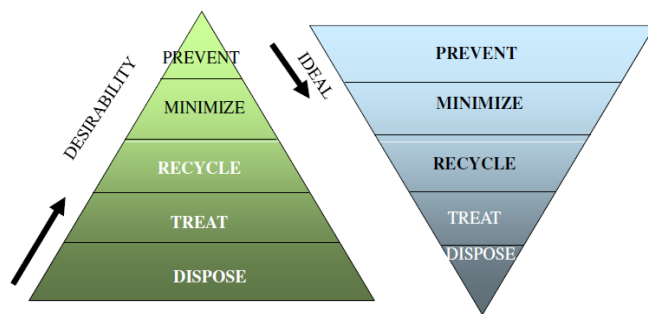 DESIRABILITY
PREVENT
MINIMIZE
RECYCLE
TREAT
DISPOSE
IDEAL
PREVENT
MINIMIZE
RECYCLE
TREAT
DISPOSE